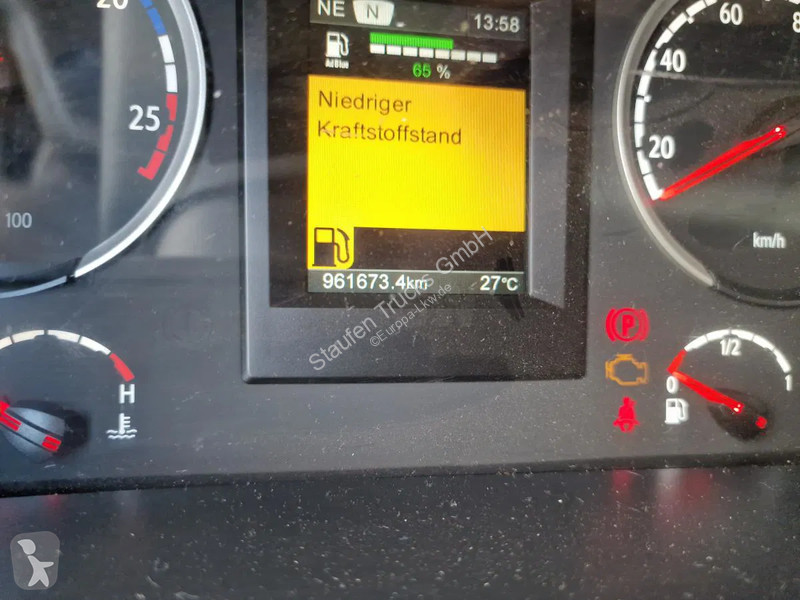 20
25
100
NE N 13:58
AdBlue
65 %
Niedriger
Kraftstoffstand
961673.4km 27°C
80
60
40
20
km/h
H
P
0 1/2 1
Staufen Trucks GmbH
©Europa-Lkw.de